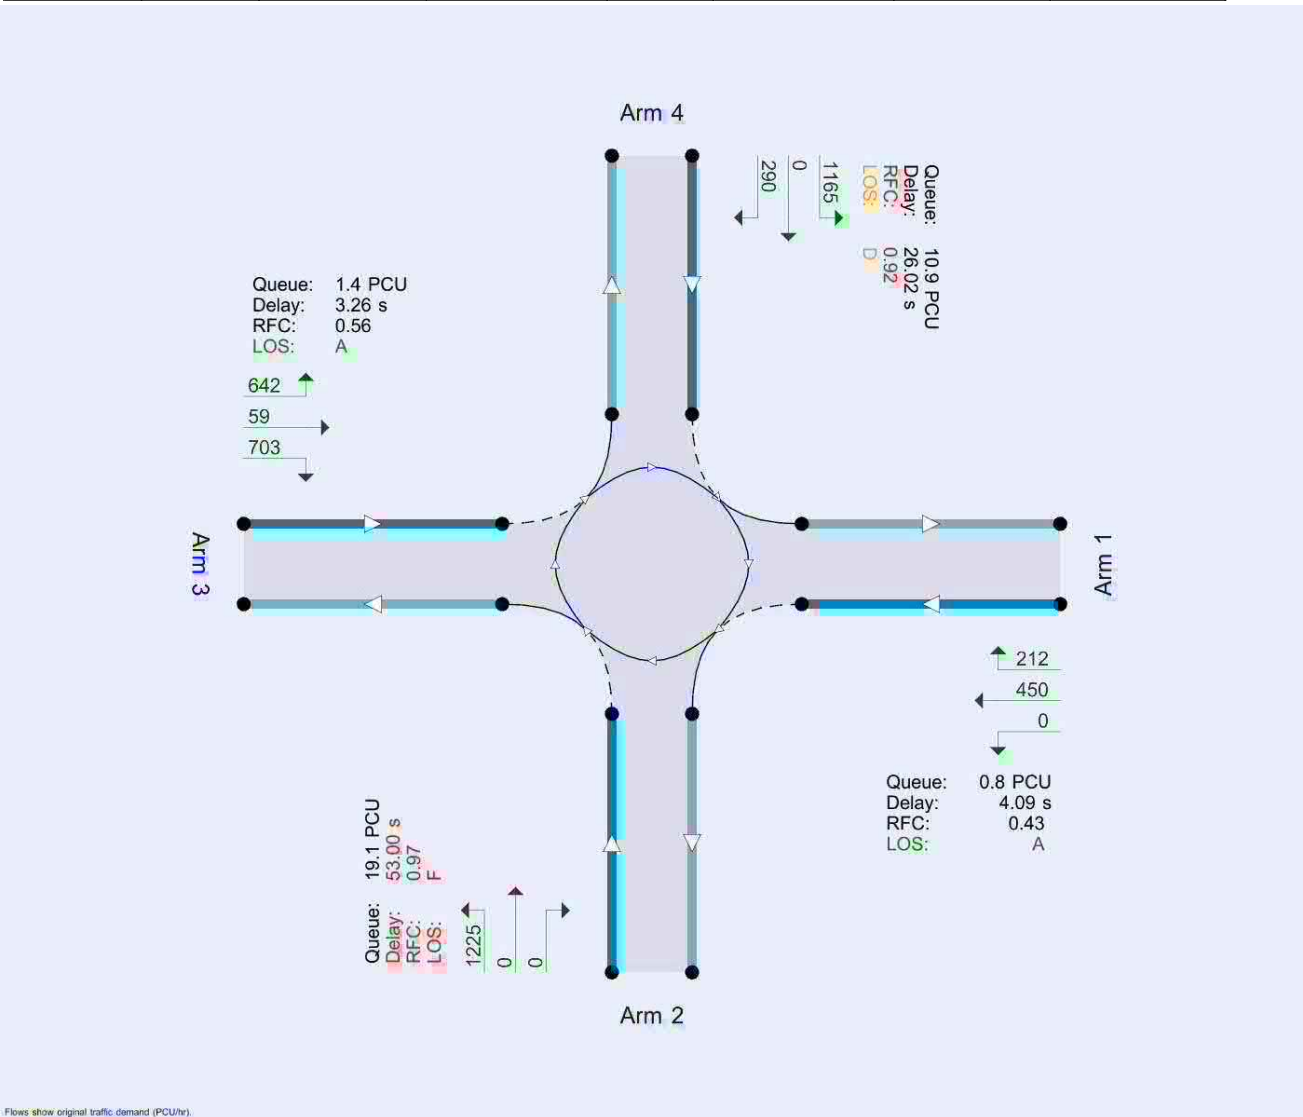 Arm 4
290
0
1165
Queue: 10.9 PCU
Delay: 26.02 s
RFC: 0.92
LOS: D
Queue: 1.4 PCU
Delay: 3.26 s
RFC: 0.56
LOS: A
642
59
703
Arm 3
Arm 1
212
450
0
Queue: 0.8 PCU
Delay: 4.09 s
RFC: 0.43
LOS: A
Queue: 19.1 PCU
Delay: 53.00 s
RFC: 0.97
LOS: F
1225
0
0
Arm 2
Flows show original traffic demand (PCU/hr).